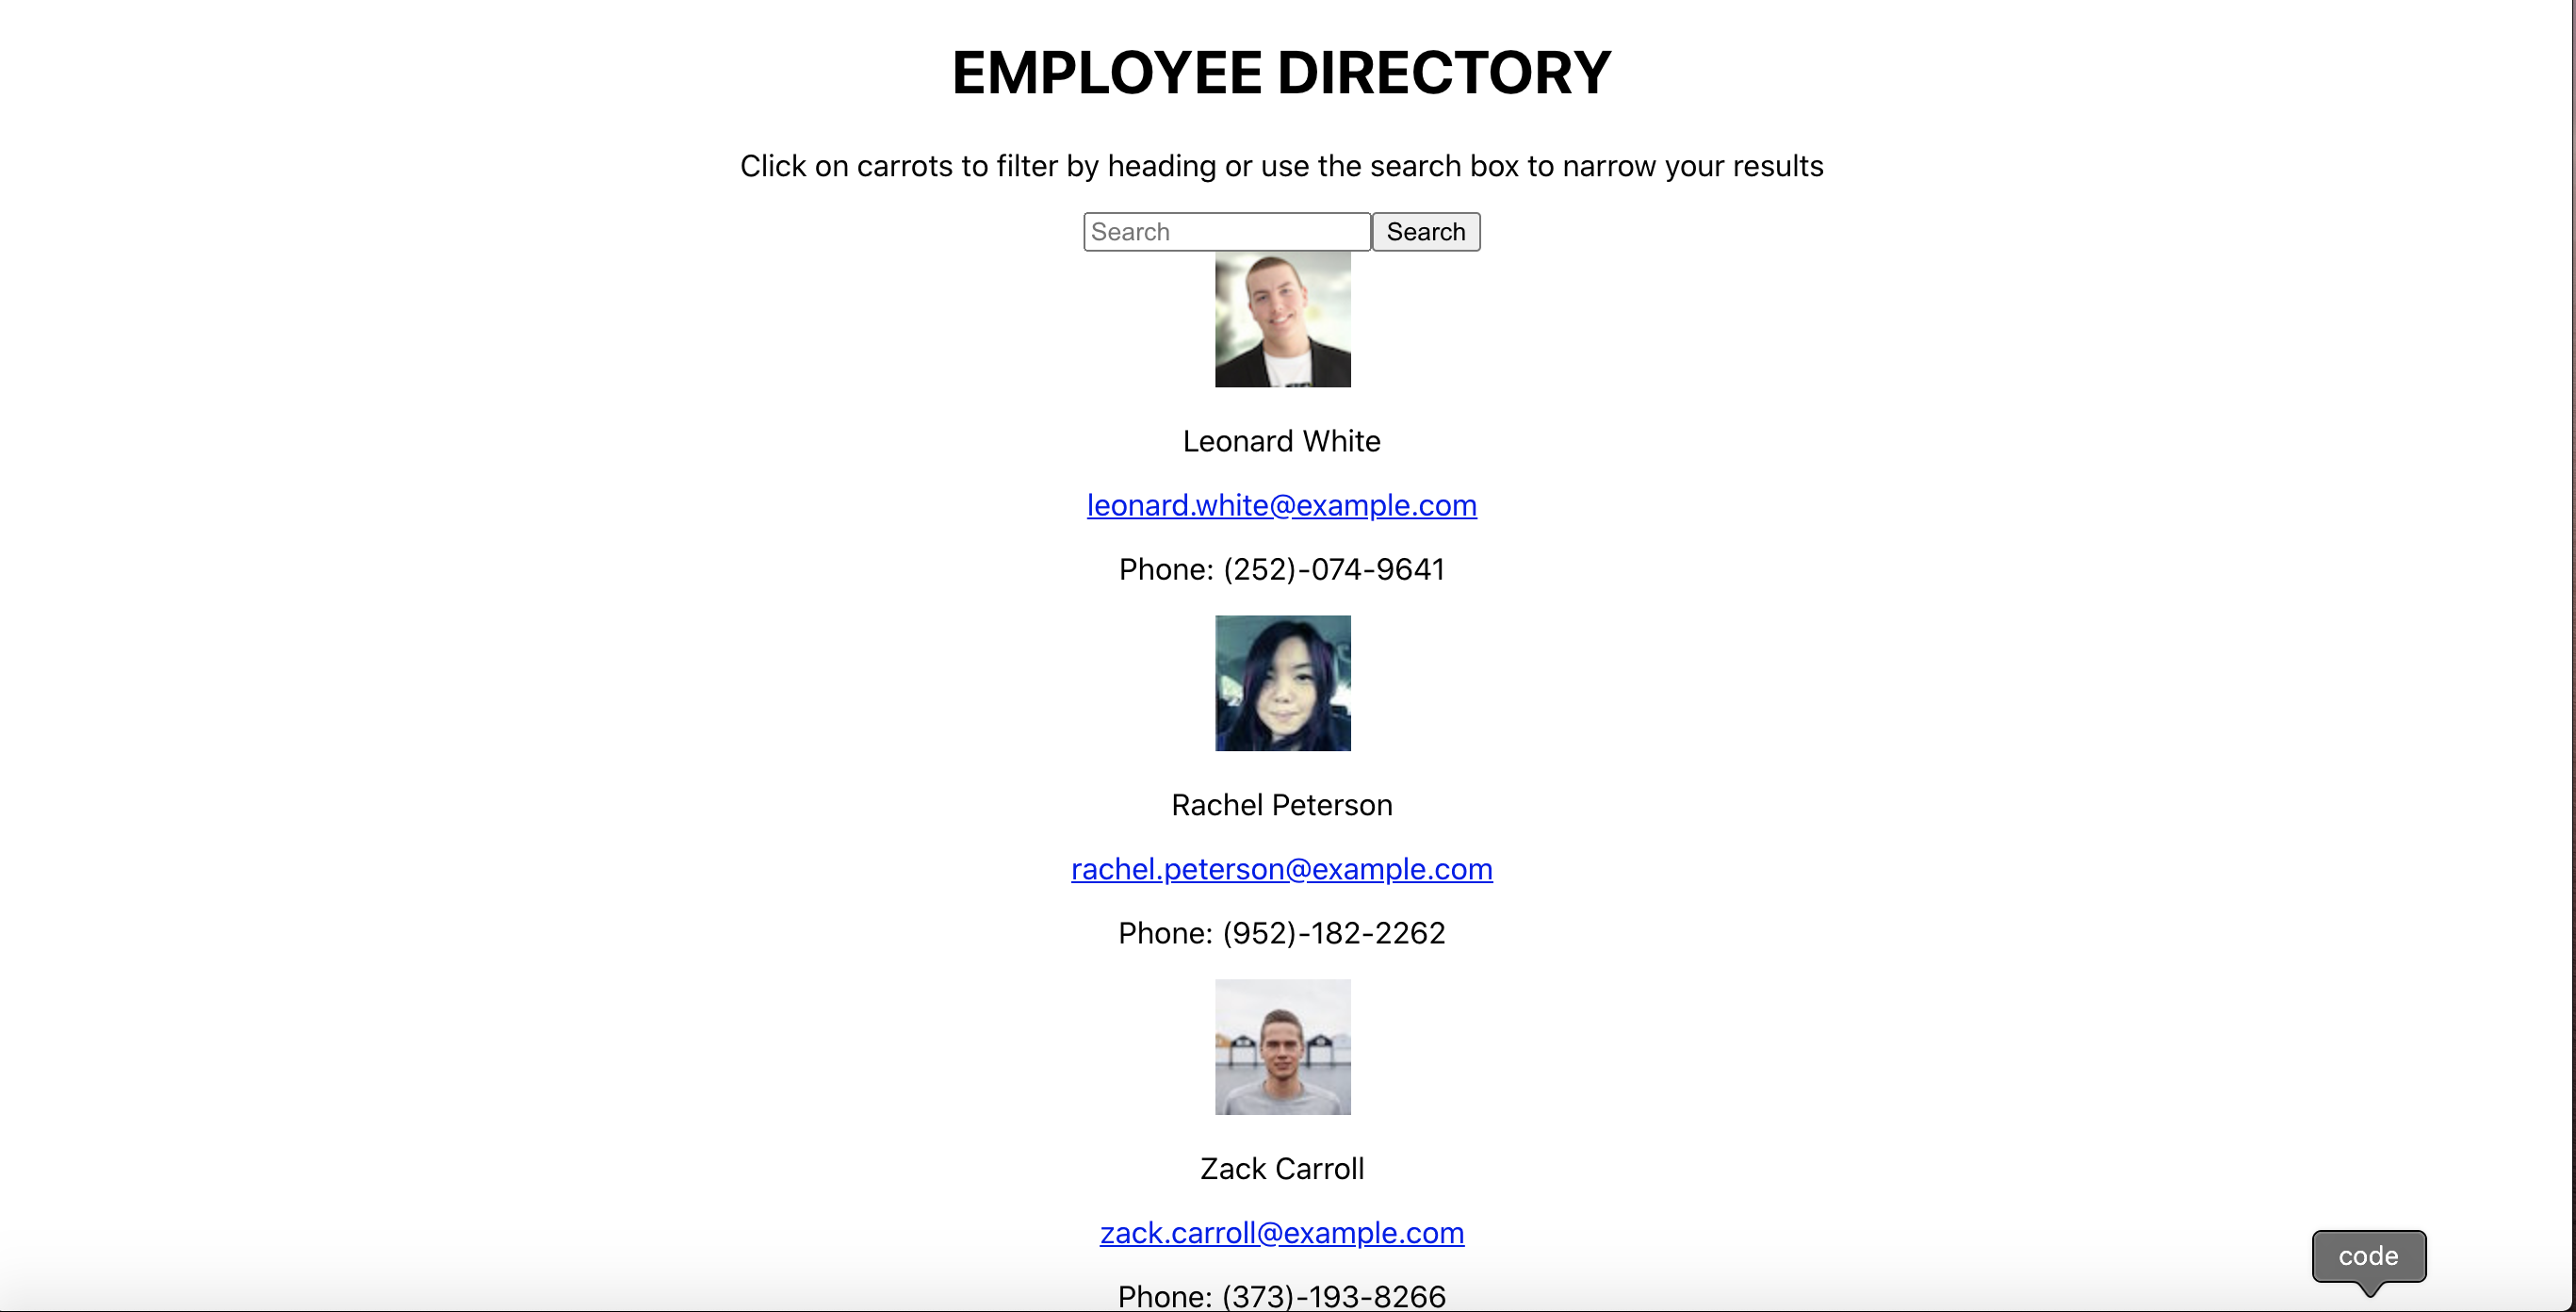 EMPLOYEE DIRECTORY
Click on carrots to filter by heading or use the search box to narrow your results
Search Search
Leonard White
leonard.white@example.com
Phone: (252)-074-9641
Rachel Peterson
rachel.peterson@example.com
Phone: (952)-182-2262
Zack Carroll
zack.carroll@example.com
code
Phone: (373)-193-8266